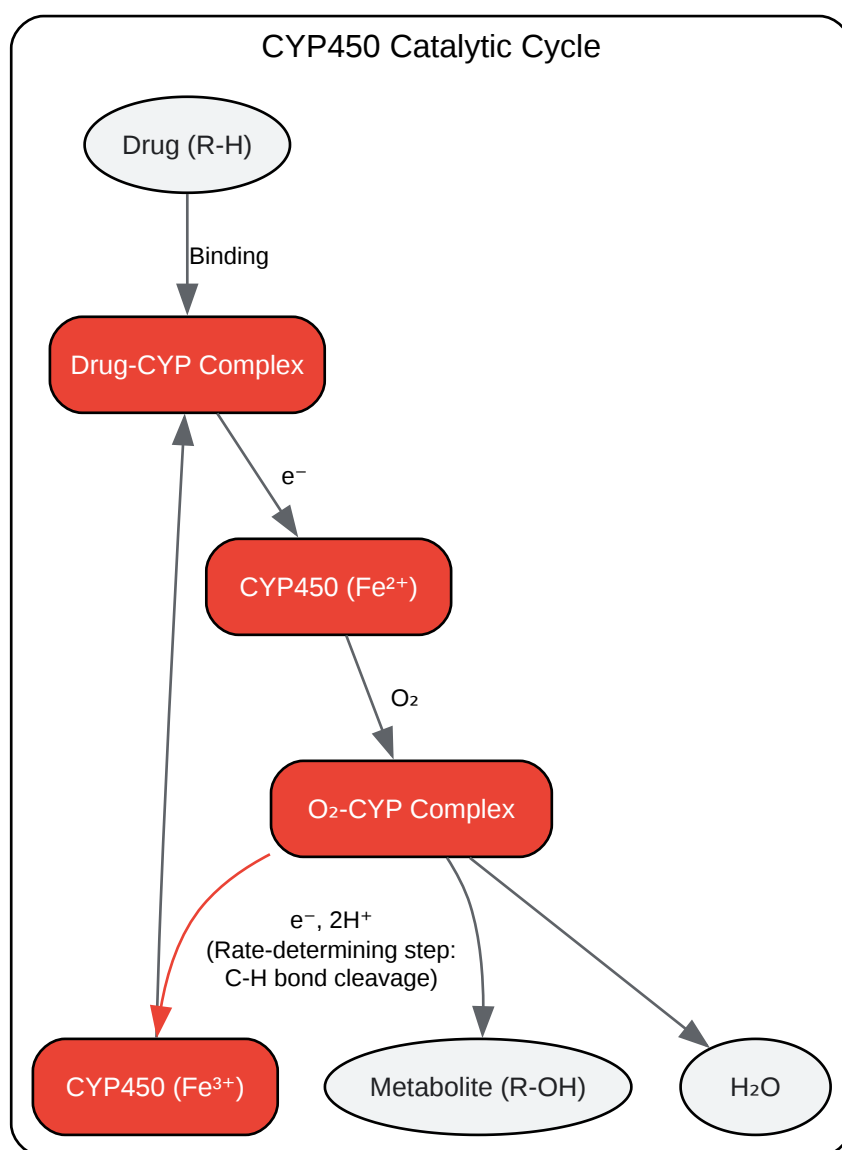 CYP450 Catalytic Cycle
Drug (R-H)
Binding
Drug-CYP Complex
e⁻
CYP450 (Fe²⁺)
O₂
O₂-CYP Complex
e⁻, 2H⁺
(Rate-determining step:
C-H bond cleavage)
CYP450 (Fe³⁺)
Metabolite (R-OH)
H₂O